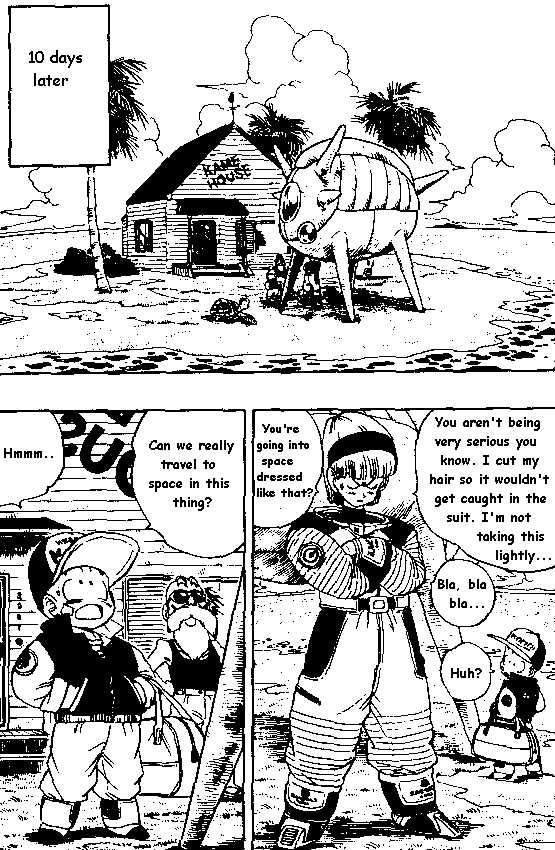 10 days
later
KAME
HOUSE
Hmmm..
Can we really
travel to
space in this
thing?
You're
going into
space
dressed
like that?
You aren't being
very serious you
know. I cut my
hair so it wouldn't
get caught in the
suit. I'm not
taking this
lightly...
Bla, bla
bla...
Huh?